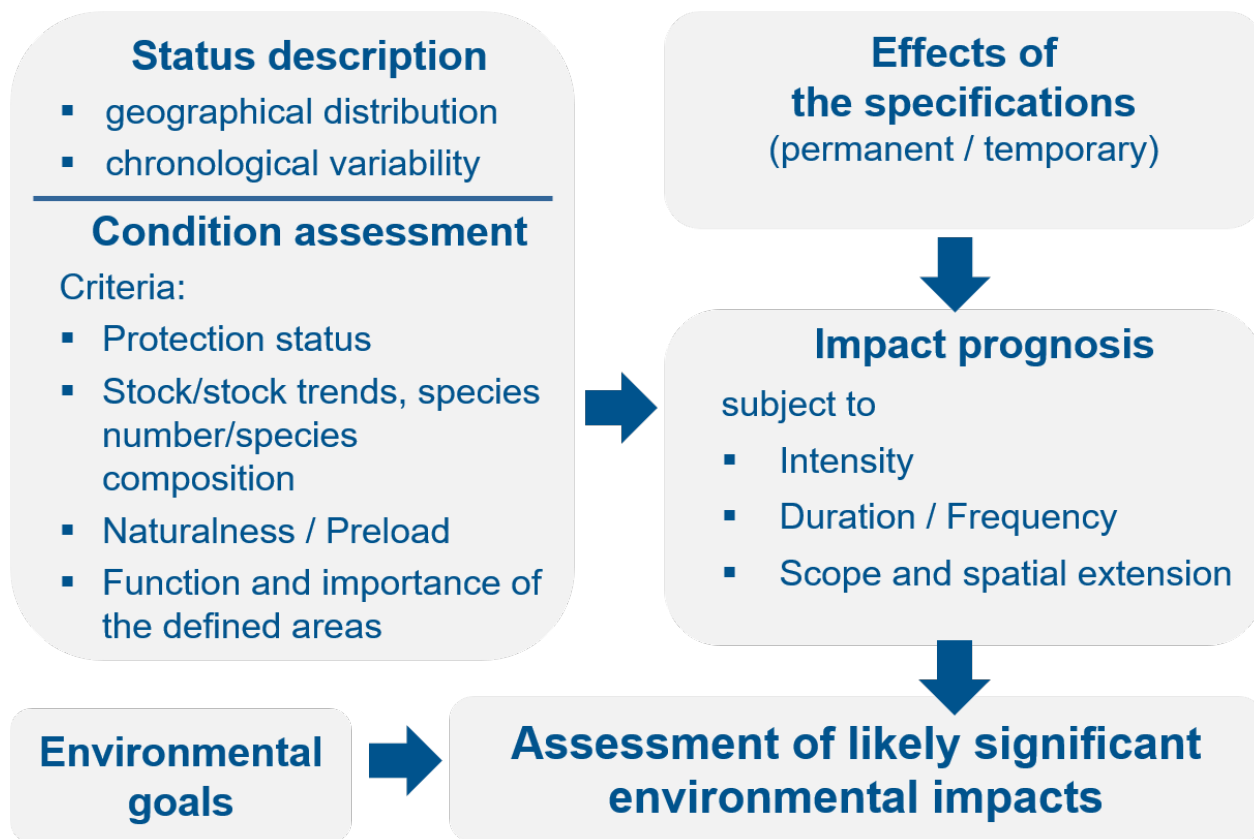 Status description
▪ geographical distribution
▪ chronological variability
Condition assessment
Criteria:
▪ Protection status
▪ Stock/stock trends, species
number/species
composition
▪ Naturalness / Preload
▪ Function and importance of
the defined areas
Effects of
the specifications
(permanent / temporary)
Impact prognosis
subject to
▪ Intensity
▪ Duration / Frequency
▪ Scope and spatial extension
Environmental
goals
Assessment of likely significant
environmental impacts